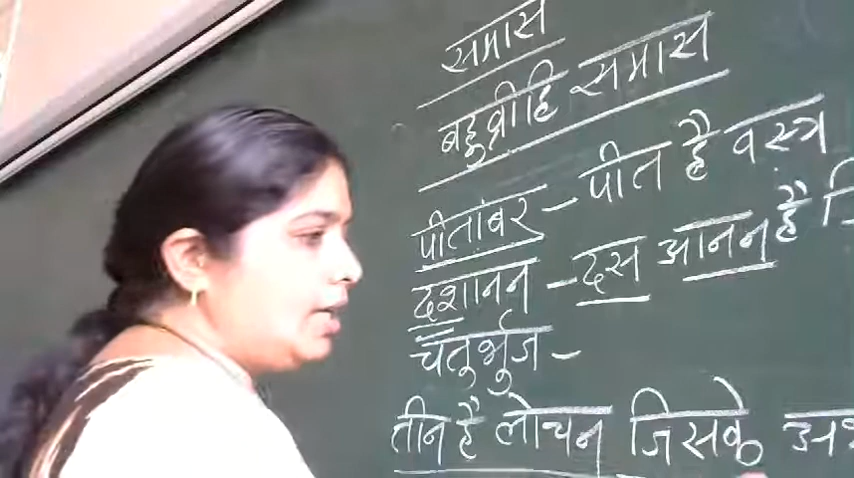 समास
बहुव्रीहि समास
पीतांबर - पीत है वस्त्र
दशानन - दस आनन है
चतुर्भुज -
तीन है लोचन जिसके